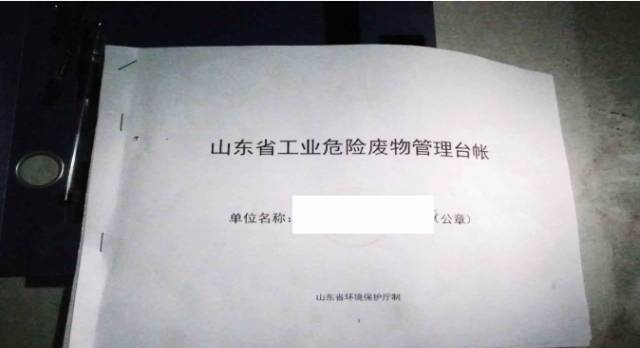 山东省工业危险废物管理台帐
单位名称: (公章)
山东省环境保护厅制